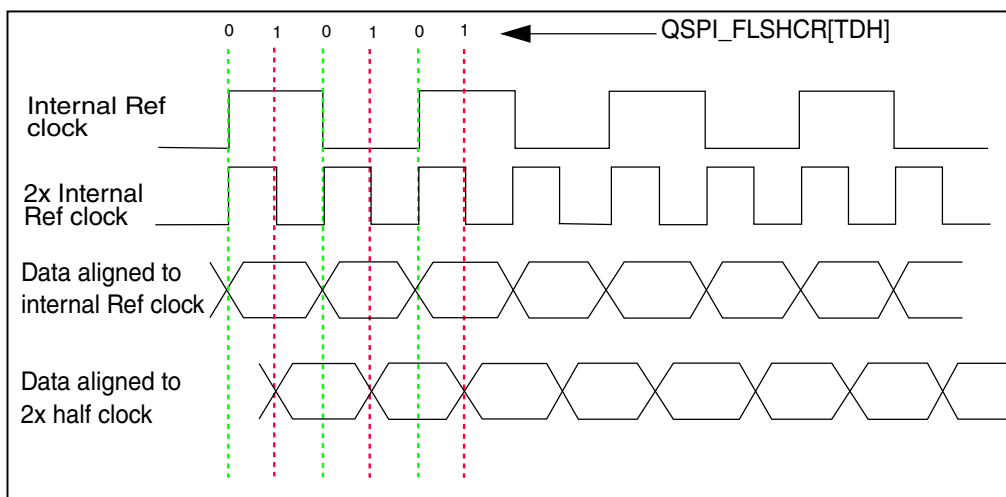 0 1 0 1 0 1 QSPI_FLSHCR[TDH]
Internal Ref
clock
2x Internal
Ref clock
Data aligned to
internal Ref clock
Data aligned to
2x half clock